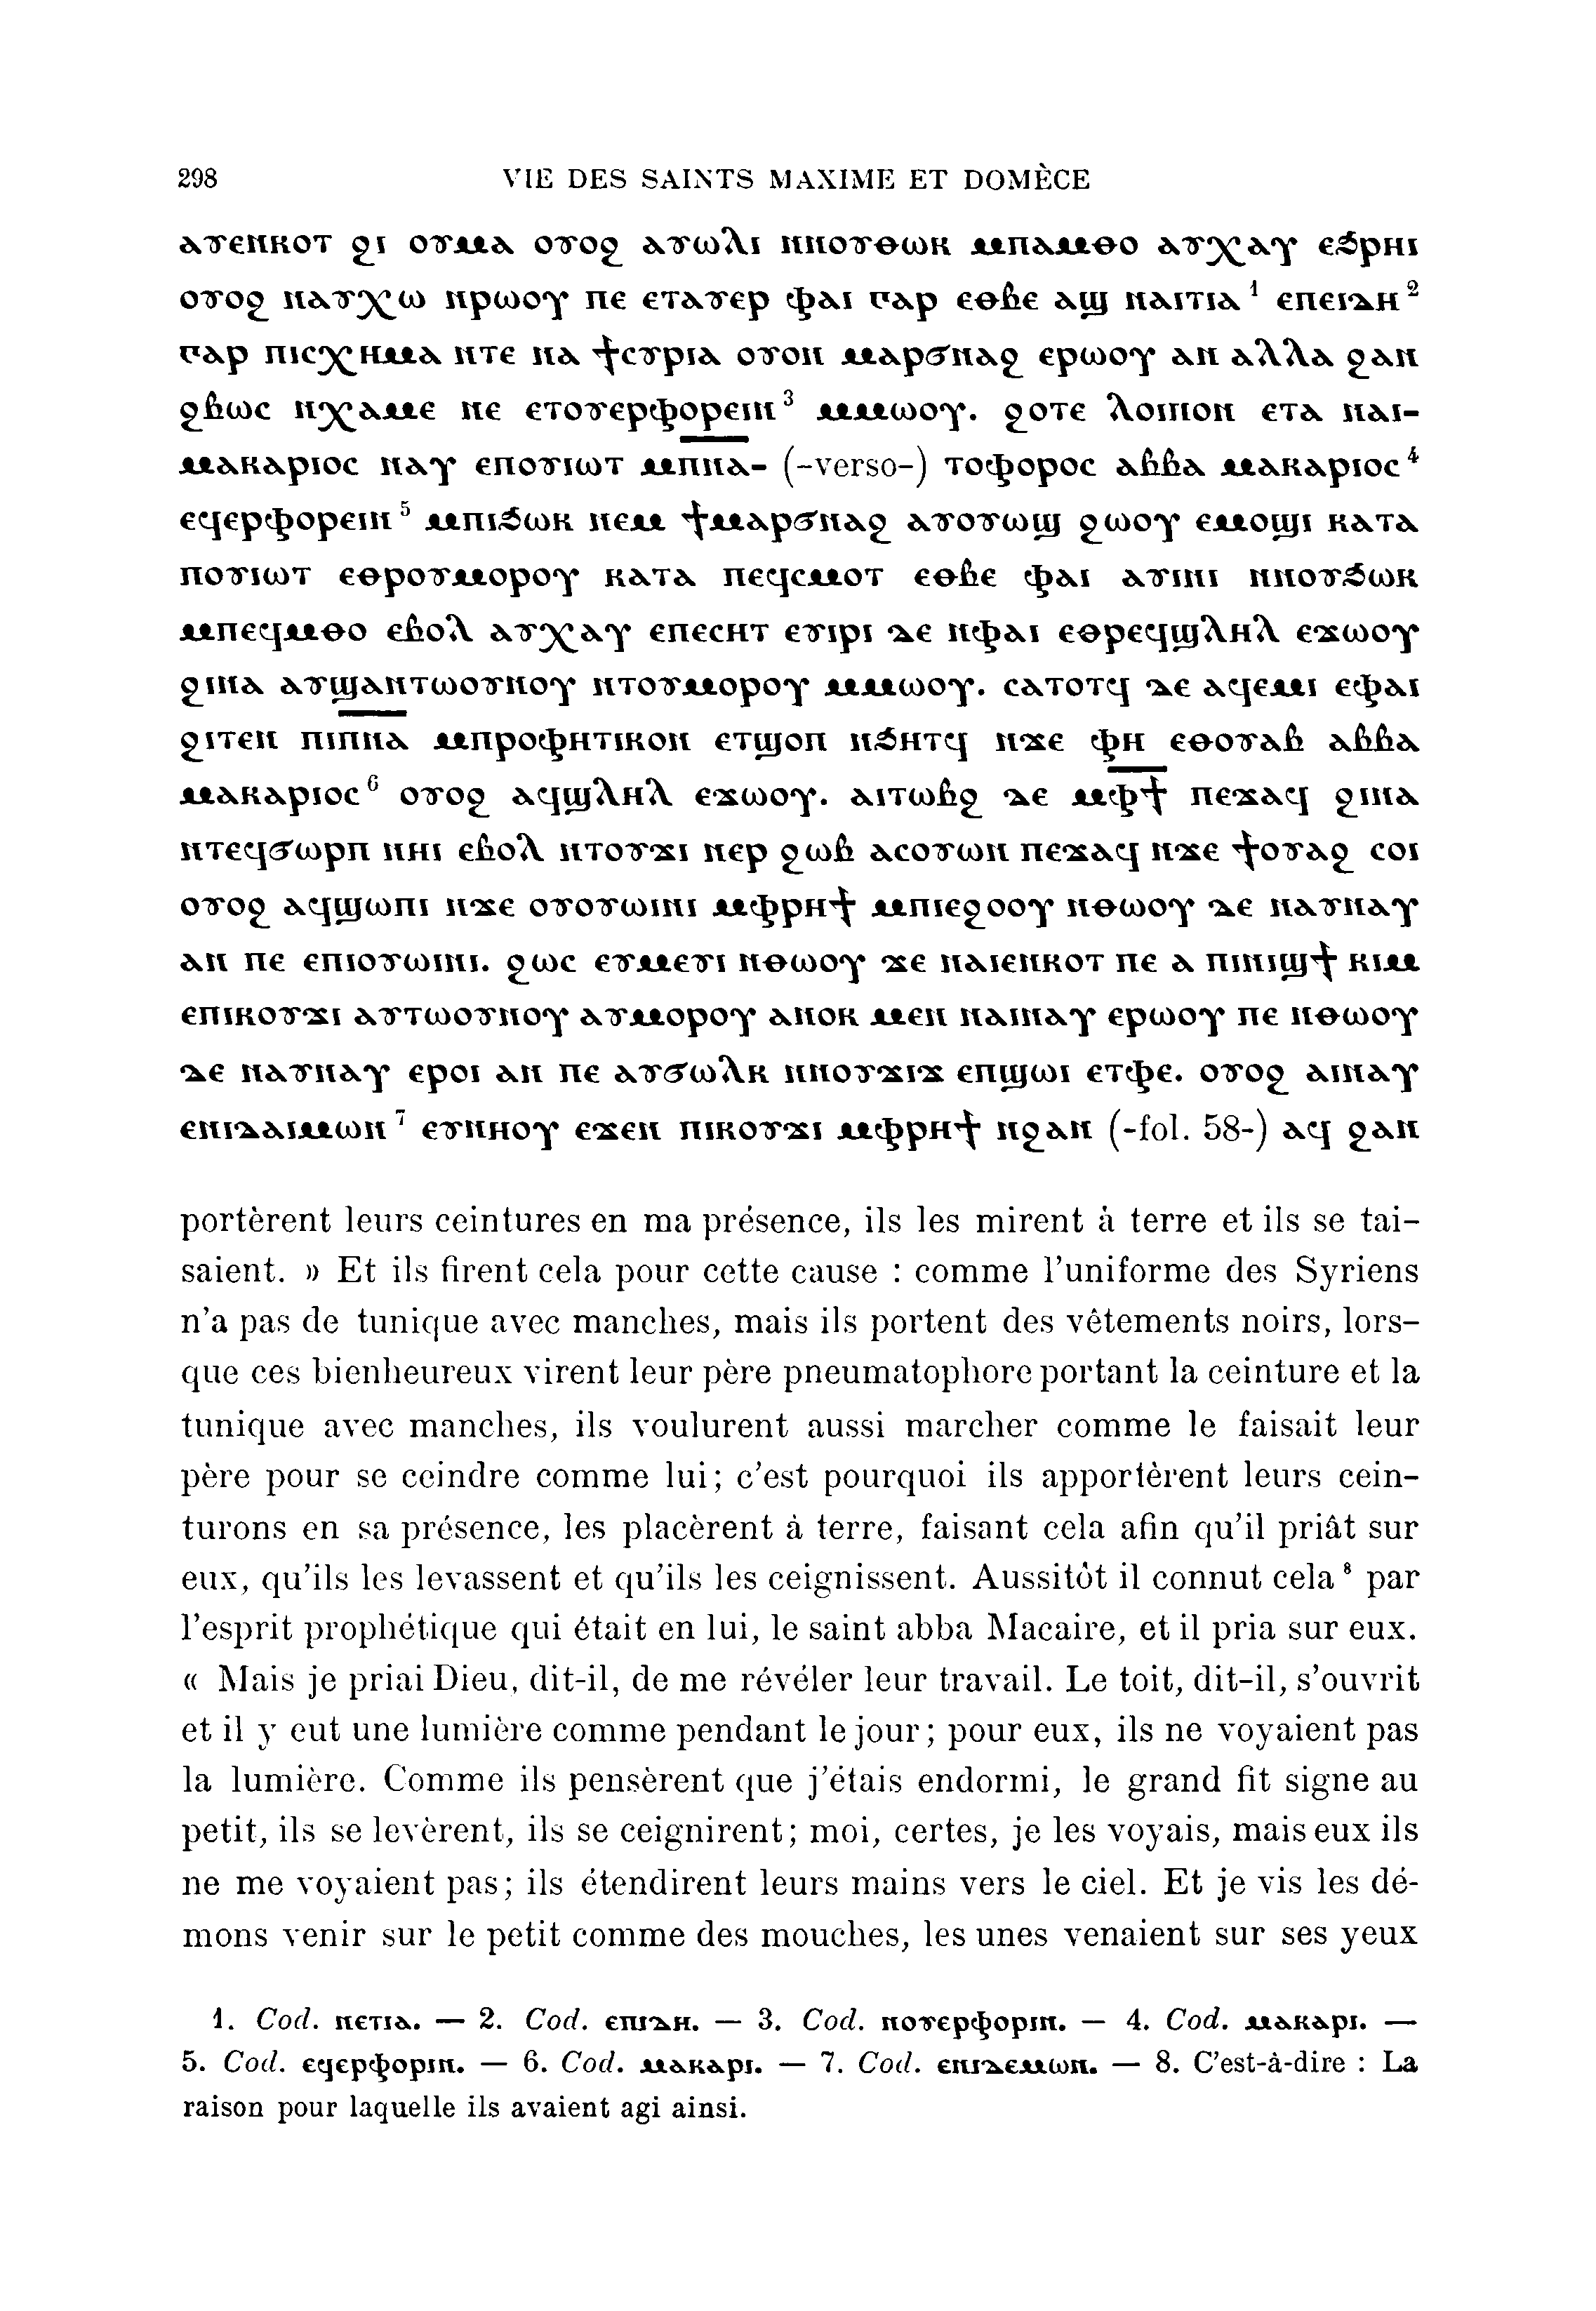 298 VIE DES SAINTS MAXIME ET DOMÈCE
ⲁⲩⲉⲛⲕⲟⲧ ϩⲓ ⲟⲩⲙⲁ ⲟⲩⲟϩ ⲁⲩⲱⲗⲓ ⲛⲛⲟⲩⲑⲱⲕ ⲙⲡⲁⲙⲑⲟ ⲁⲩⲭⲁⲩ ⲉϧⲣⲏⲓ
ⲟⲩⲟϩ ⲛⲁⲩⲭⲱ ⲛⲣⲱⲟⲩ ⲡⲉ ⲉⲧⲁⲩⲉⲣ ⲫⲁⲓ ⲅⲁⲣ ⲉⲑⲃⲉ ⲁϣ ⲛⲁⲓⲧⲓⲁ ¹ ⲉⲡⲉⲓⲇⲏ ²
ⲅⲁⲣ ⲡⲓⲥⲭⲏⲙⲁ ⲛⲧⲉ ⲛⲁ ϯⲥⲩⲣⲓⲁ ⲟⲩⲟⲛ ⲙⲁⲣϭⲛⲁϩ ⲉⲣⲱⲟⲩ ⲁⲛ ⲁⲗⲗⲁ ϩⲁⲛ
ϩⲃⲱⲥ ⲛⲭⲁⲙⲉ ⲛⲉ ⲉⲧⲟⲩⲉⲣⲫⲟⲣⲉⲓⲛ ³ ⲙⲙⲱⲟⲩ. ϩⲟⲧⲉ ⲗⲟⲓⲡⲟⲛ ⲉⲧⲁ ⲛⲁⲓ-
ⲙⲁⲕⲁⲣⲓⲟⲥ ⲛⲁⲩ ⲉⲡⲟⲩⲓⲱⲧ ⲙ̅ⲡ̅ⲛ̅ⲁ̅- (-verso-) ⲧⲟⲫⲟⲣⲟⲥ ⲁⲃⲃⲁ ⲙⲁⲕⲁⲣⲓⲟⲥ ⁴
ⲉϥⲉⲣⲫⲟⲣⲉⲓⲛ ⁵ ⲙⲡⲓϧⲱⲕ ⲛⲉⲙ ϯⲙⲁⲣϭⲛⲁϩ ⲁⲩⲟⲩⲱϣ ϩⲱⲟⲩ ⲉⲙⲟϣⲓ ⲕⲁⲧⲁ
ⲡⲟⲩⲓⲱⲧ ⲉⲑⲣⲟⲩⲙⲟⲣⲟⲩ ⲕⲁⲧⲁ ⲡⲉϥⲥⲙⲟⲧ ⲉⲑⲃⲉ ⲫⲁⲓ ⲁⲩⲓⲛⲓ ⲛⲛⲟⲩϧⲱⲕ
ⲙⲡⲉϥⲙⲑⲟ ⲉⲃⲟⲗ ⲁⲩⲭⲁⲩ ⲉⲡⲉⲥⲏⲧ ⲉⲩⲓⲣⲓ ⲇⲉ ⲛⲫⲁⲓ ⲉⲑⲣⲉϥϣⲗⲏⲗ ⲉϫⲱⲟⲩ
ϩⲓⲛⲁ ⲁⲩϣⲁⲛⲧⲱⲟⲩⲛⲟⲩ ⲛⲧⲟⲩⲙⲟⲣⲟⲩ ⲙⲙⲱⲟⲩ. ⲥⲁⲧⲟⲧϥ ⲇⲉ ⲁϥⲉⲙⲓ ⲉⲫⲁⲓ
ϩⲓⲧⲉⲛ ⲡⲓⲡ̅ⲛ̅ⲁ̅ ⲙⲡⲣⲟⲫⲏⲧⲓⲕⲟⲛ ⲉⲧϣⲟⲡ ⲛϧⲏⲧϥ ⲛϫⲉ ⲫⲏ ⲉⲑⲟⲩⲁⲃ ⲁⲃⲃⲁ
ⲙⲁⲕⲁⲣⲓⲟⲥ ⁶ ⲟⲩⲟϩ ⲁϥϣⲗⲏⲗ ⲉϫⲱⲟⲩ. ⲁⲓⲧⲱⲃϩ ⲇⲉ ⲙⲫ̅ϯ̅ ⲡⲉϫⲁϥ ϩⲓⲛⲁ
ⲛⲧⲉϥϭⲱⲣⲡ ⲛⲏⲓ ⲉⲃⲟⲗ ⲛⲧⲟⲩϫⲓ ⲛⲉⲣ ϩⲱⲃ ⲁⲥⲟⲩⲱⲛ ⲡⲉϫⲁϥ ⲛϫⲉ ϯⲟⲩⲁϩ ⲥⲟⲓ
ⲟⲩⲟϩ ⲁϥϣⲱⲡⲓ ⲛϫⲉ ⲟⲩⲟⲩⲱⲓⲛⲓ ⲙⲫⲣⲏϯ ⲙⲡⲓⲉϩⲟⲟⲩ ⲛⲑⲱⲟⲩ ⲇⲉ ⲛⲁⲩⲛⲁⲩ
ⲁⲛ ⲡⲉ ⲉⲡⲓⲟⲩⲱⲓⲛⲓ. ϩⲱⲥ ⲉⲩⲙⲉⲩⲓ ⲛⲑⲱⲟⲩ ϫⲉ ⲛⲁⲓⲉⲛⲕⲟⲧ ⲡⲉ ⲁ ⲡⲓⲛⲓϣϯ ⲕⲓⲙ
ⲉⲡⲓⲕⲟⲩϫⲓ ⲁⲩⲧⲱⲟⲩⲛⲟⲩ ⲁⲩⲙⲟⲣⲟⲩ ⲁⲛⲟⲕ ⲙⲉⲛ ⲛⲁⲓⲛⲁⲩ ⲉⲣⲱⲟⲩ ⲡⲉ ⲛⲑⲱⲟⲩ
ⲇⲉ ⲛⲁⲩⲛⲁⲩ ⲉⲣⲟⲓ ⲁⲛ ⲡⲉ ⲁⲩϭⲱⲗⲕ ⲛⲛⲟⲩϫⲓϫ ⲉⲡϣⲱⲓ ⲉⲧⲫⲉ. ⲟⲩⲟϩ ⲁⲓⲛⲁⲩ
ⲉⲛⲓⲇⲁⲓⲙⲱⲛ ⁷ ⲉⲩⲛⲏⲟⲩ ⲉϫⲉⲛ ⲡⲓⲕⲟⲩϫⲓ ⲙⲫⲣⲏϯ ⲛϩⲁⲛ (-fol. 58-) ⲁϥ ϩⲁⲛ
portèrent leurs ceintures en ma présence, ils les mirent à terre et ils se tai-
saient. » Et ils firent cela pour cette cause : comme l'uniforme des Syriens
n'a pas de tunique avec manches, mais ils portent des vêtements noirs, lors-
que ces bienheureux virent leur père pneumatophore portant la ceinture et la
tunique avec manches, ils voulurent aussi marcher comme le faisait leur
père pour se ceindre comme lui; c'est pourquoi ils apportèrent leurs cein-
turons en sa présence, les placèrent à terre, faisant cela afin qu'il priât sur
eux, qu'ils les levassent et qu'ils les ceignissent. Aussitôt il connut cela ⁸ par
l'esprit prophétique qui était en lui, le saint abba Macaire, et il pria sur eux.
« Mais je priai Dieu, dit-il, de me révéler leur travail. Le toit, dit-il, s'ouvrit
et il y eut une lumière comme pendant le jour; pour eux, ils ne voyaient pas
la lumière. Comme ils pensèrent que j'étais endormi, le grand fit signe au
petit, ils se levèrent, ils se ceignirent; moi, certes, je les voyais, mais eux ils
ne me voyaient pas; ils étendirent leurs mains vers le ciel. Et je vis les dé-
mons venir sur le petit comme des mouches, les unes venaient sur ses yeux
1. Cod. ⲛⲉⲧⲓⲁ. — 2. Cod. ⲉⲡⲓⲇⲏ. — 3. Cod. ⲛⲟⲩⲉⲣⲫⲟⲣⲓⲛ. — 4. Cod. ⲙⲁⲕⲁⲣⲓ. —
5. Cod. ⲉϥⲉⲣⲫⲟⲣⲓⲛ. — 6. Cod. ⲙⲁⲕⲁⲣⲓ. — 7. Cod. ⲉⲛⲓⲇⲉⲙⲱⲛ. — 8. C'est-à-dire : La
raison pour laquelle ils avaient agi ainsi.